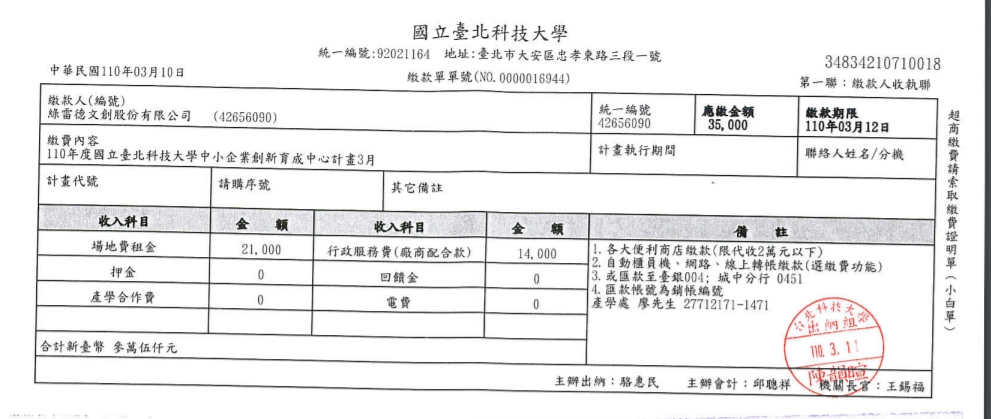 國立臺北科技大學
統一編號:92021164 地址:臺北市大安區忠孝東路三段一號
34834210710018
中華民國110年03月10日
繳款單單號(NO.0000016944)
第一聯：繳款人收執聯
繳款人(編號)
綠雷德文創股份有限公司 (42656090)
統一編號
42656090
應繳金額
35,000
繳款期限
110年03月12日
繳費內容
110年度國立臺北科技大學中小企業創新育成中心計畫3月
計畫執行期間
聯絡人姓名/分機
計畫代號 請購序號 其它備註
收入科目 金 額 收入科目 金 額 備 註
場地費租金 21,000 行政服務費(廠商配合款) 14,000
押金 0 回饋金 0
產學合作費 0 電費 0
0
1.各大便利商店繳款(限代收2萬元以下)
2.自動櫃員機、網路、線上轉帳繳款(選繳費功能)
3.或匯款至臺銀004; 城中分行 0451
4.匯款帳號為銷帳編號
產學處 廖先生 27712171-1471
合計新臺幣 參萬伍仟元
北科技大學
出納組
110. 3. 11
陳韻暄
主辦出納：駱惠民 主辦會計：邱聰祥 機關長官：王錫福
超商繳費請索取繳費證明單（小白單）